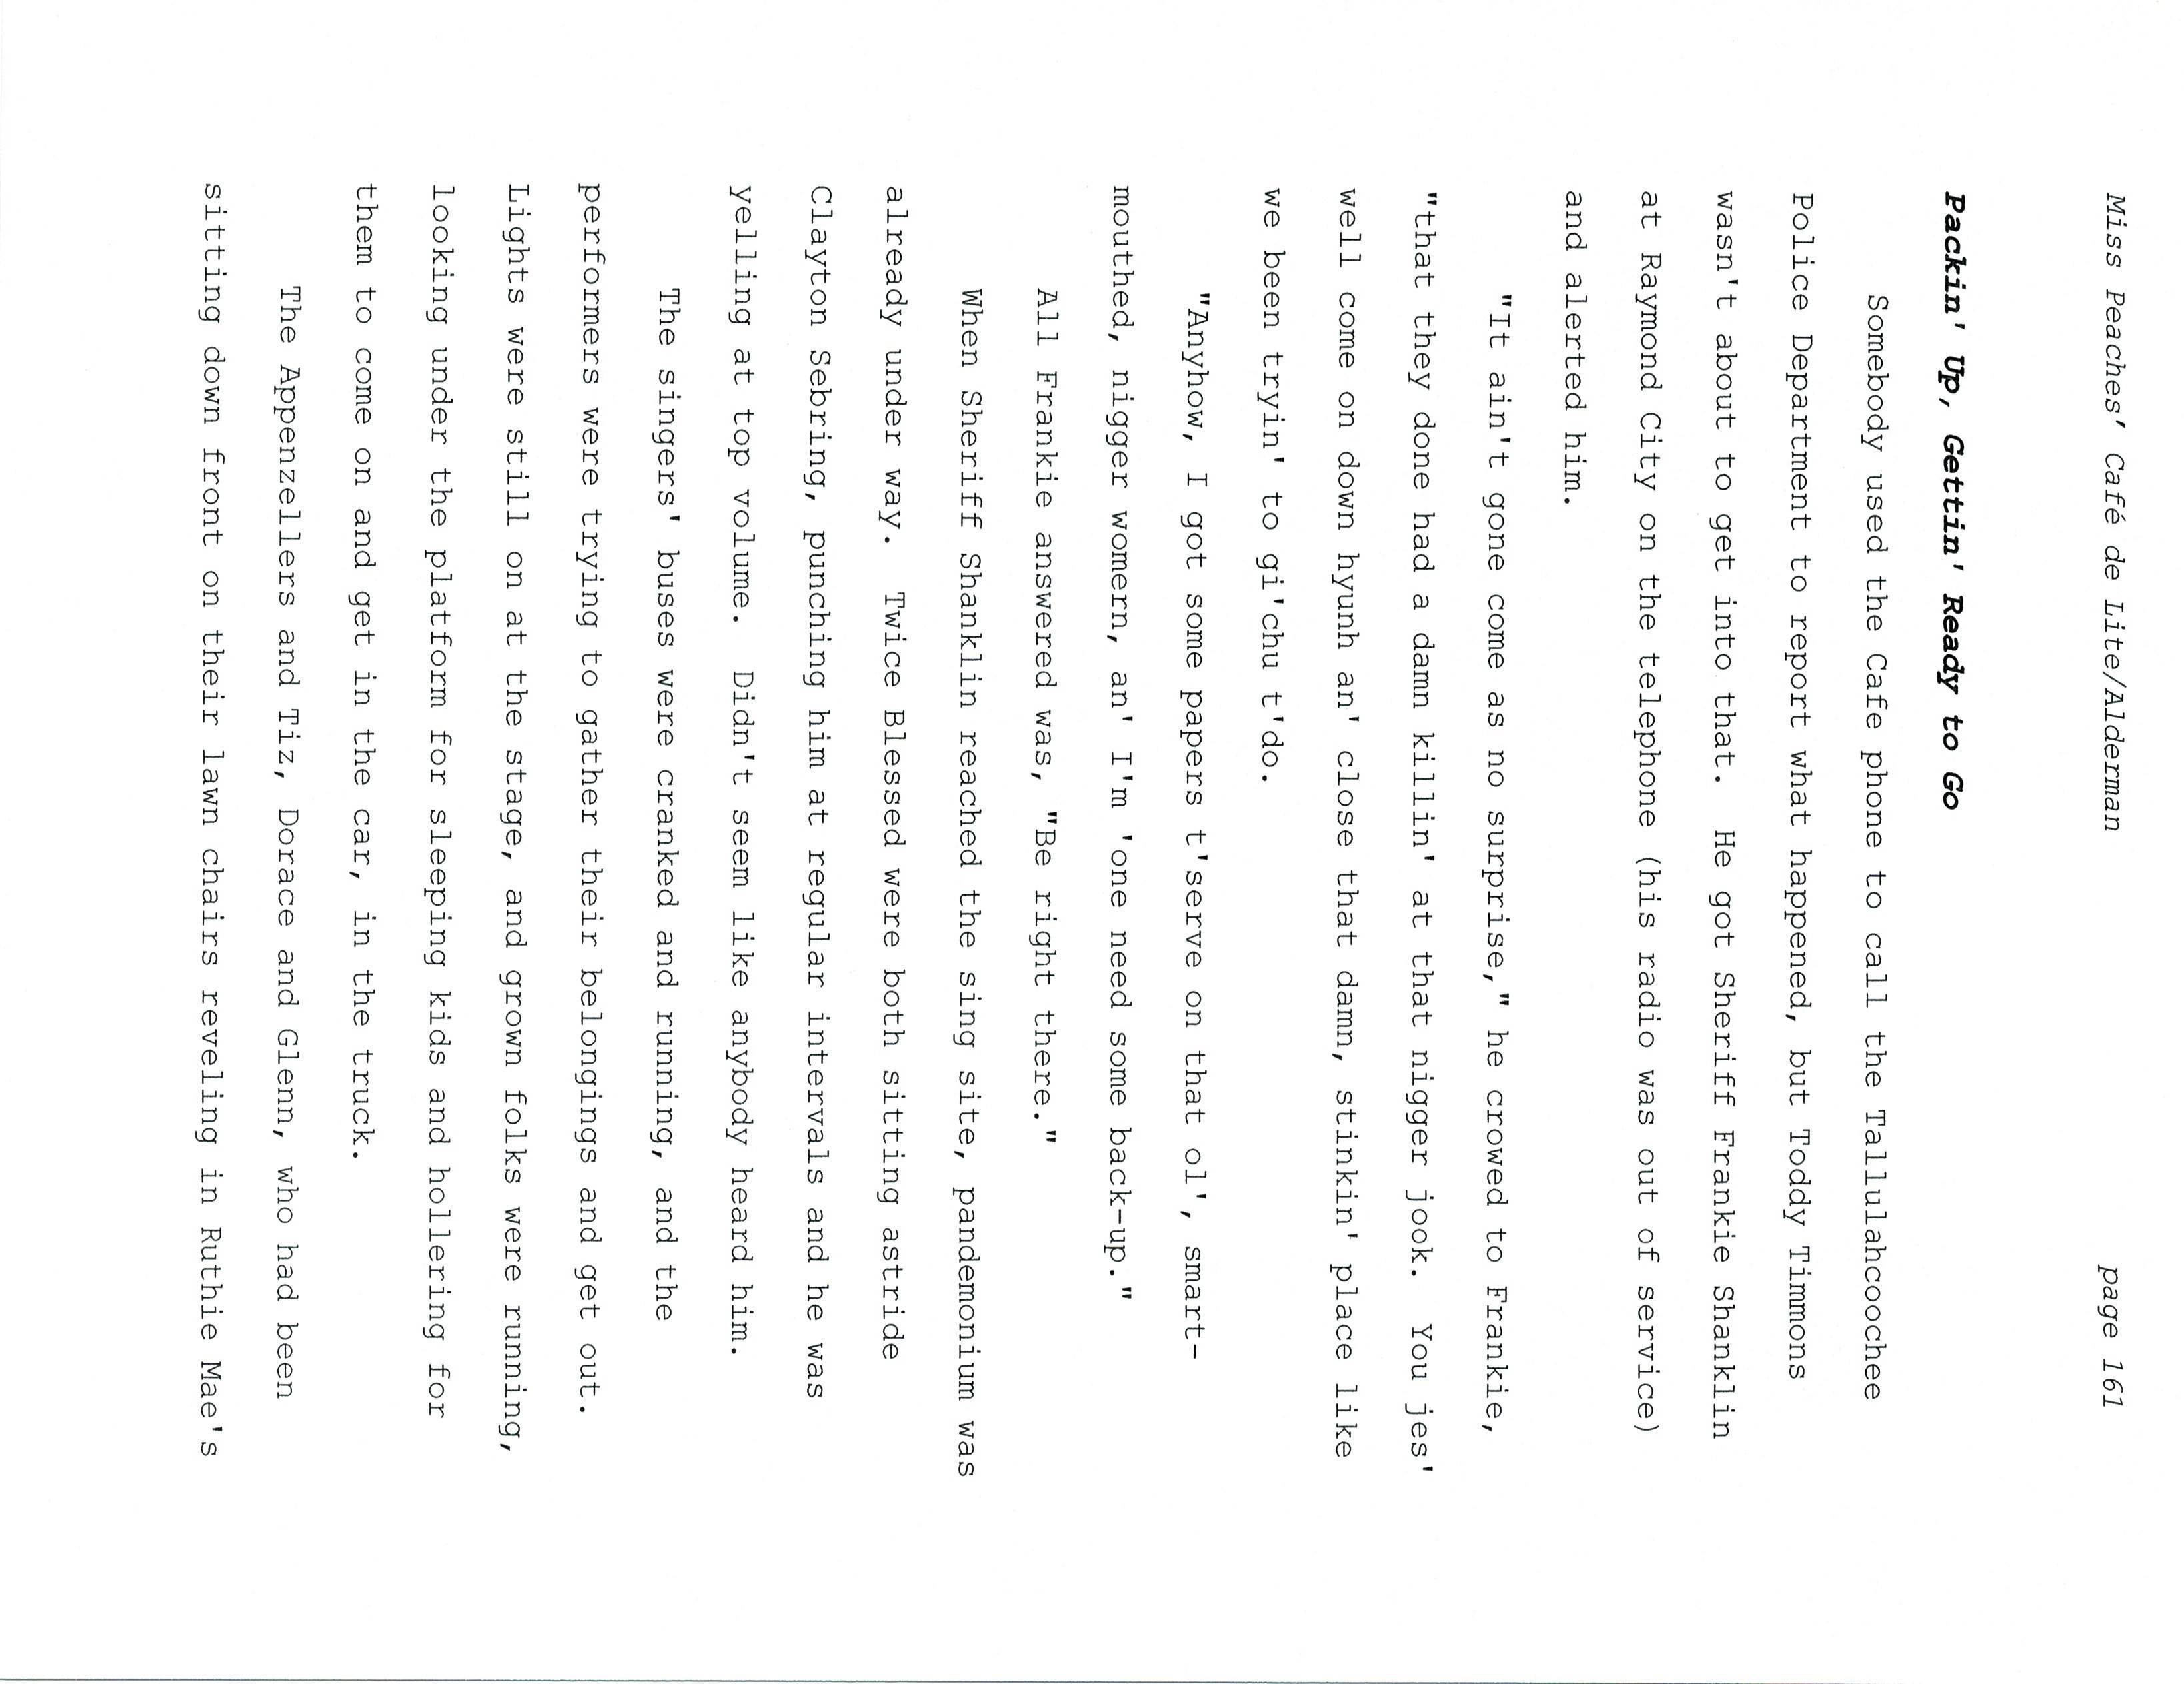 Miss Peaches’ Café de Lite/Alderman page 161
Packin' Up, Gettin' Ready to Go
Somebody used the Cafe phone to call the Tallulahcoochee
Police Department to report what happened, but Toddy Timmons
wasn't about to get into that.  He got Sheriff Frankie Shanklin
at Raymond City on the telephone (his radio was out of service)
and alerted him.
"It ain't gone come as no surprise," he crowed to Frankie,
"that they done had a damn killin' at that nigger jook.  You jes'
well come on down hyunh an' close that damn, stinkin' place like
we been tryin' to gi'chu t'do.
"Anyhow, I got some papers t'serve on that ol', smart-
mouthed, nigger womern, an' I'm 'one need some back-up."
All Frankie answered was, "Be right there."
When Sheriff Shanklin reached the sing site, pandemonium was
already under way.  Twice Blessed were both sitting astride
Clayton Sebring, punching him at regular intervals and he was
yelling at top volume.  Didn't seem like anybody heard him.
The singers' buses were cranked and running, and the
performers were trying to gather their belongings and get out.
Lights were still on at the stage, and grown folks were running,
looking under the platform for sleeping kids and hollering for
them to come on and get in the car, in the truck.
The Appenzellers and Tiz, Dorace and Glenn, who had been
sitting down front on their lawn chairs reveling in Ruthie Mae's